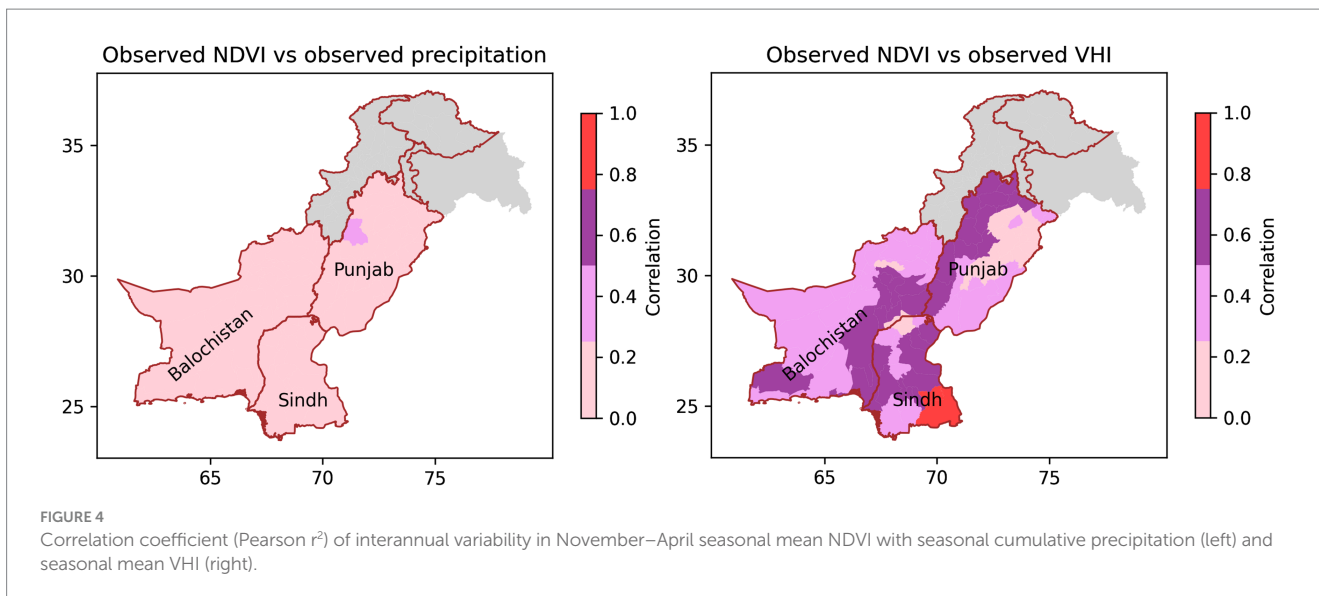 Observed NDVI vs observed precipitation
35
30
25
65
70
75
Punjab
Balochistan
Sindh
1.0
0.8
0.6
0.4
0.2
0.0
Correlation
Observed NDVI vs observed VHI
35
30
25
65
70
75
Punjab
Balochistan
Sindh
1.0
0.8
0.6
0.4
0.2
0.0
Correlation
FIGURE 4
Correlation coefficient (Pearson r²) of interannual variability in November–April seasonal mean NDVI with seasonal cumulative precipitation (left) and
seasonal mean VHI (right).